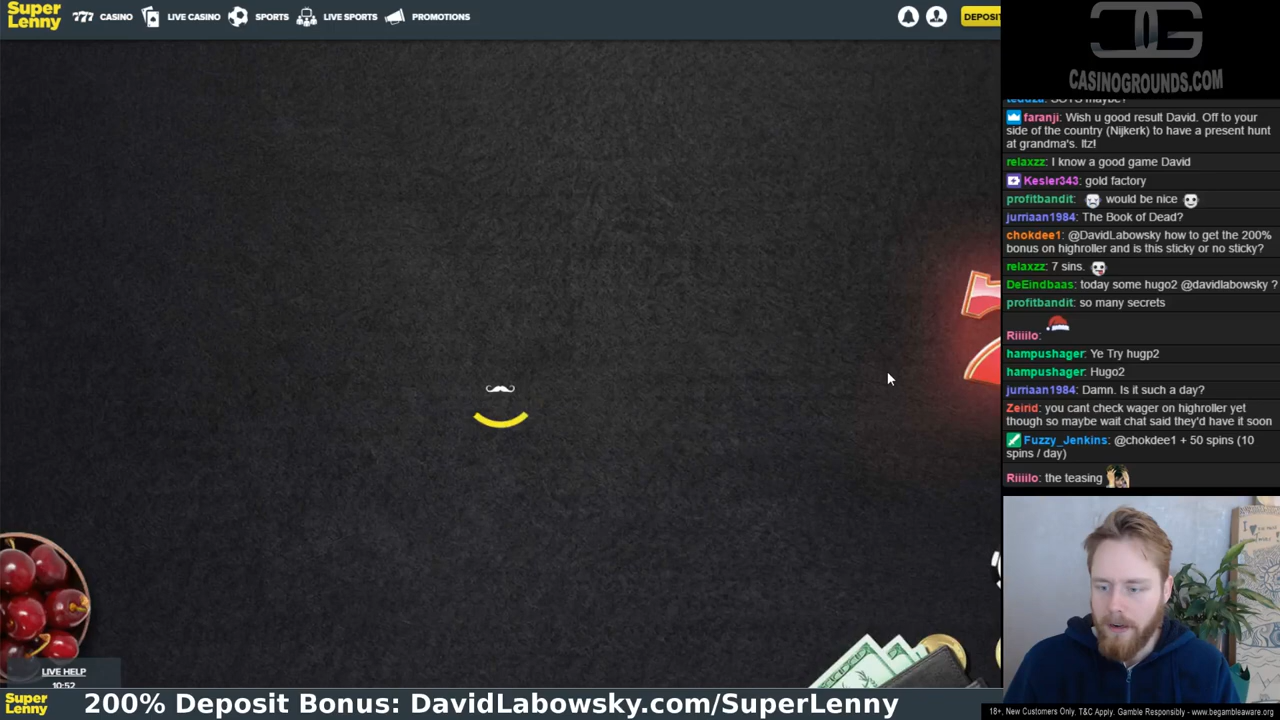 Super Lenny
777 CASINO
LIVE CASINO
SPORTS
LIVE SPORTS
PROMOTIONS
DEPOSI
CG
CASINOGROUNDS.COM
faranji: Wish u good result David. Off to your
side of the country (Nijkerk) to have a present hunt
at grandma's. Itz!
relaxzz: I know a good game David
Kesler343: gold factory
profitbandit: would be nice
jurriaan1984: The Book of Dead?
chokdee1: @DavidLabowsky how to get the 200%
bonus on highroller and is this sticky or no sticky?
relaxzz: 7 sins.
DeEindbaas: today some hugo2 @davidlabowsky ?
profitbandit: so many secrets
Riiiilo:
hampushager: Ye Try hugp2
hampushager: Hugo2
jurriaan1984: Damn. Is it such a day?
Zeirid: you cant check wager on highroller yet
though so maybe wait chat said they'd have it soon
Fuzzy_Jenkins: @chokdee1 + 50 spins (10
spins / day)
Riiiilo: the teasing
LIVE HELP
10:52
Super Lenny
200% Deposit Bonus: DavidLabowsky.com/SuperLenny
18+, New Customers Only, T&C Apply, Gamble Responsibly - www.begambleaware.org